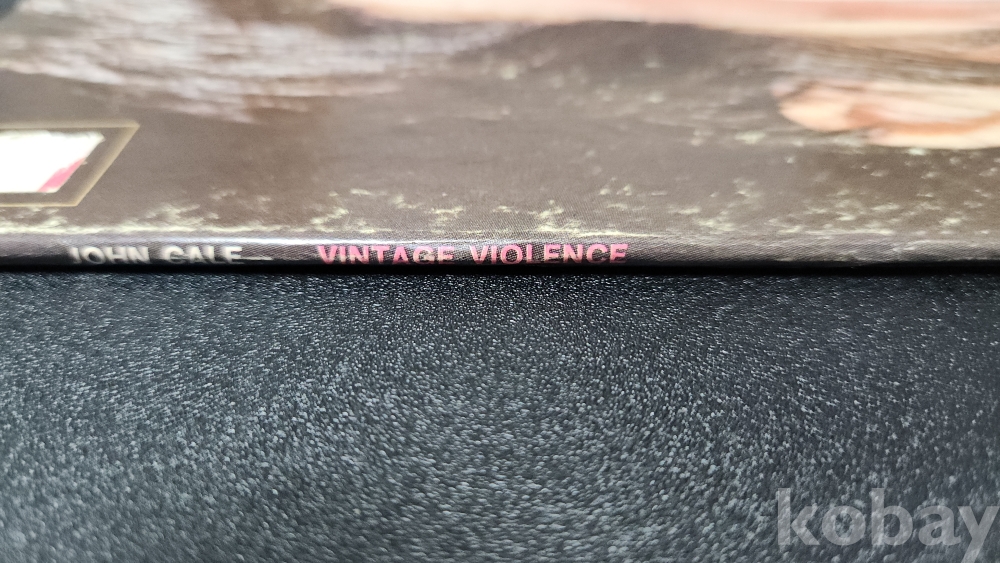 JOHN CALE— VINTAGE VIOLENCE
kobay